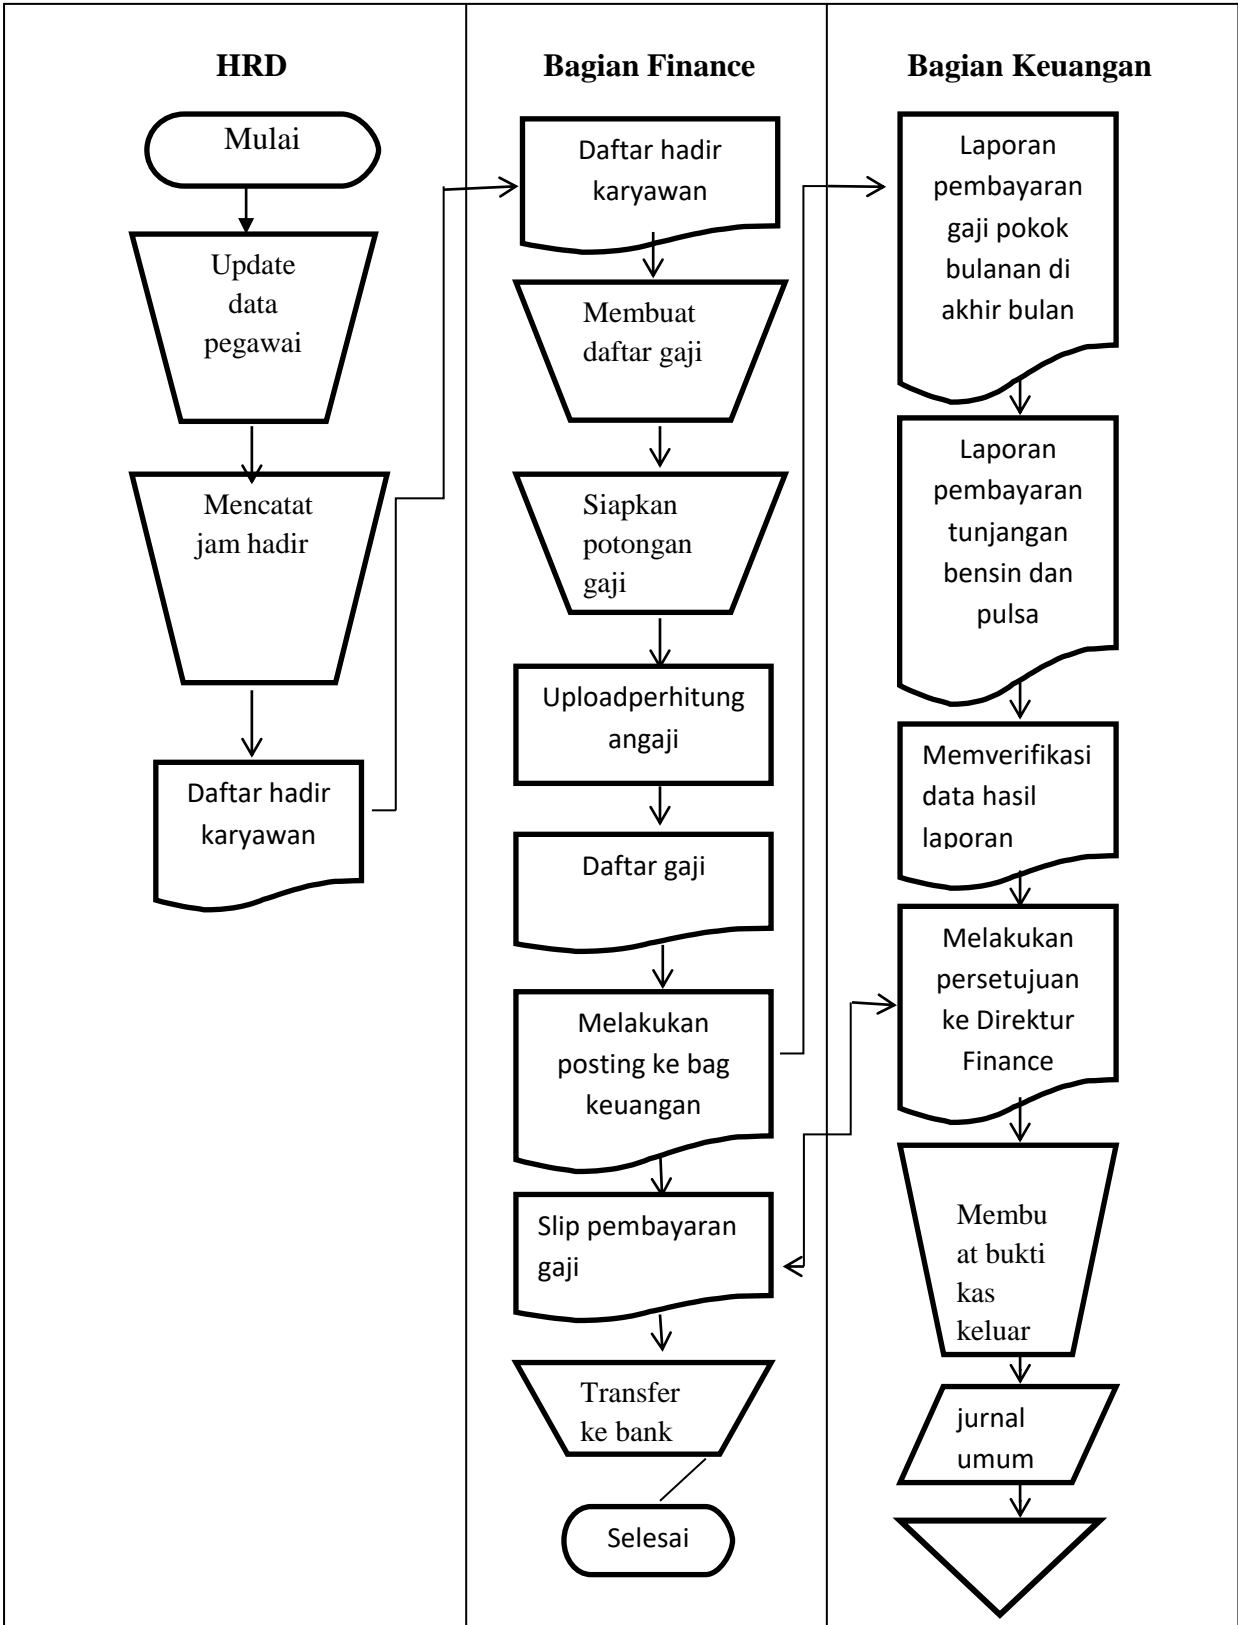 HRD
Mulai
Update
data
pegawai
Mencatat
jam hadir
Daftar hadir
karyawan
Bagian Finance
Daftar hadir
karyawan
Membuat
daftar gaji
Siapkan
potongan
gaji
Uploadperhitung
angaji
Daftar gaji
Melakukan
posting ke bag
keuangan
Slip pembayaran
gaji
Transfer
ke bank
Selesai
Bagian Keuangan
Laporan
pembayaran
gaji pokok
bulanan di
akhir bulan
Laporan
pembayaran
tunjangan
bensin dan
pulsa
Memverifikasi
data hasil
laporan
Melakukan
persetujuan
ke Direktur
Finance
Membu
at bukti
kas
keluar
jurnal
umum